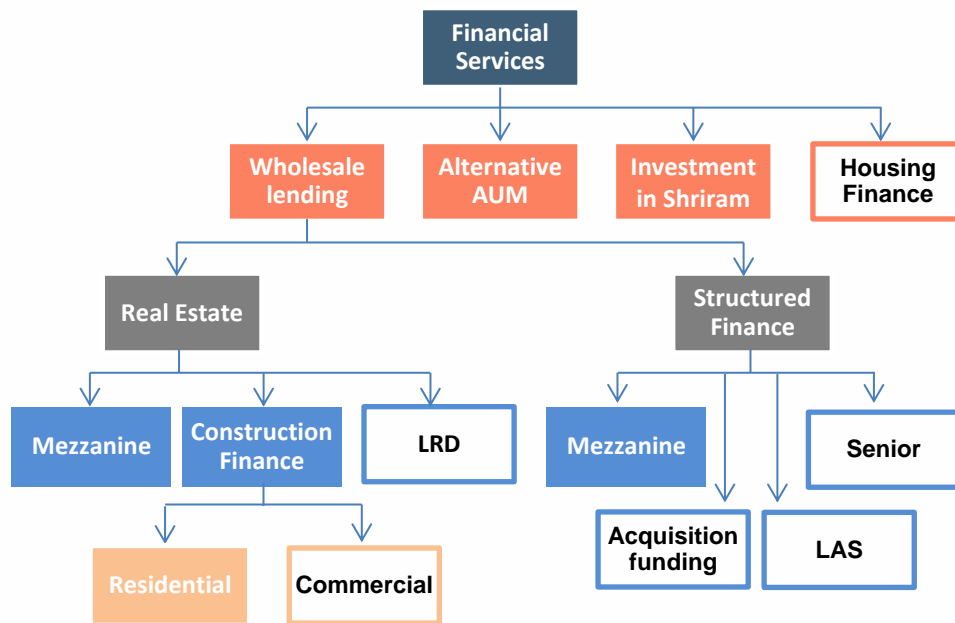 Financial
Services
Wholesale
lending
Alternative
AUM
Investment
in Shriram
Housing
Finance
Real Estate
Structured
Finance
Mezzanine
Construction
Finance
LRD
Mezzanine
Senior
Acquisition
funding
LAS
Residential
Commercial